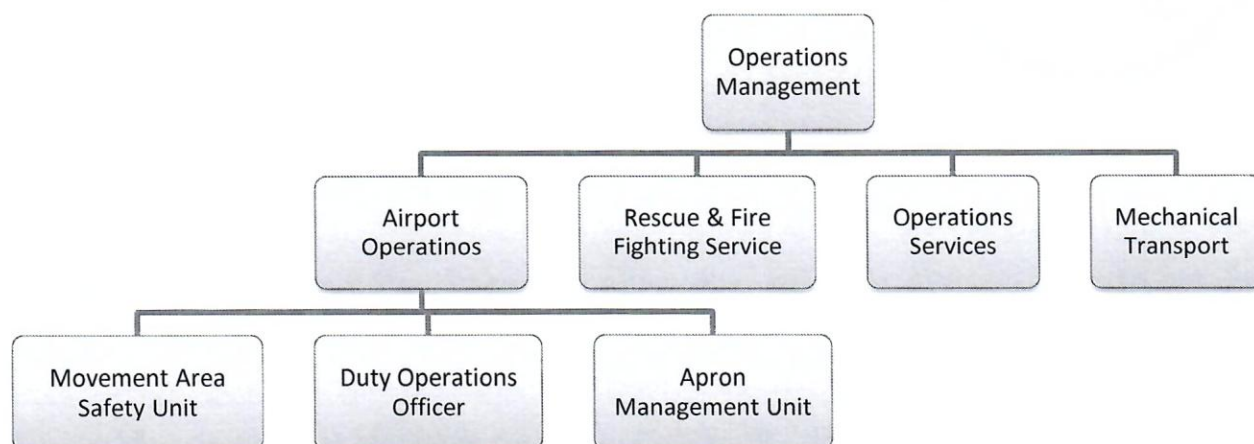 Operations
Management
Airport
Operatinos
Rescue & Fire
Fighting Service
Operations
Services
Mechanical
Transport
Movement Area
Safety Unit
Duty Operations
Officer
Apron
Management Unit